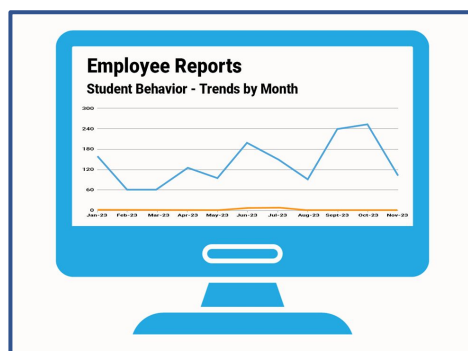 Employee Reports
Student Behavior - Trends by Month
300
240
180
120
60
0
Jan-23 Feb-23 Mar-23 Apr-23 May-23 Jun-23 Jul-23 Aug-23 Sept-23 Oct-23 Nov-23